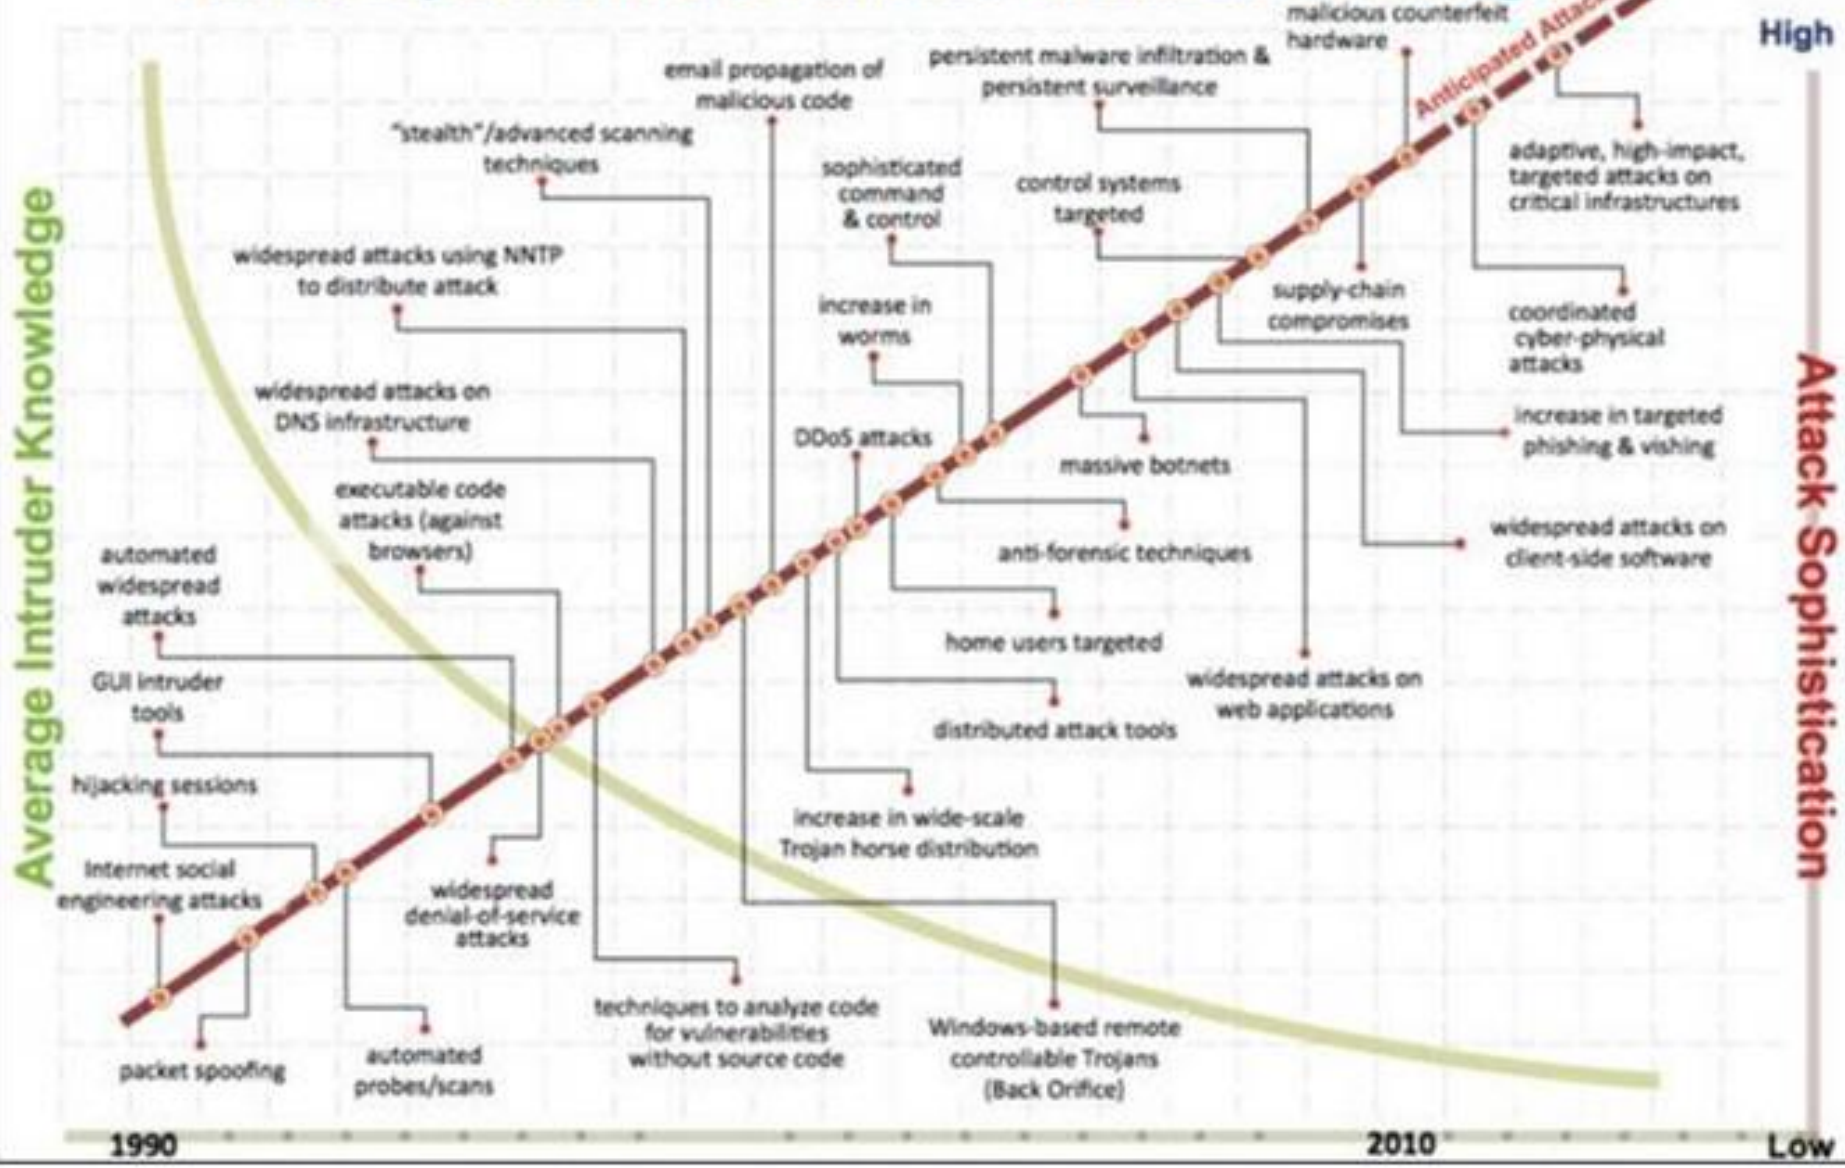 malicious counterfeit
hardware
High
Anticipated Attac
persistent malware infiltration &
persistent surveillance
email propagation of
malicious code
"stealth"/advanced scanning
techniques
sophisticated
command
& control
control systems
targeted
adaptive, high-impact,
targeted attacks on
critical infrastructures
widespread attacks using NNTP
to distribute attack
increase in
worms
supply-chain
compromises
coordinated
cyber-physical
attacks
widespread attacks on
DNS infrastructure
DDoS attacks
massive botnets
increase in targeted
phishing & vishing
executable code
attacks (against
browsers)
anti-forensic techniques
widespread attacks on
client-side software
automated
widespread
attacks
home users targeted
GUI intruder
tools
widespread attacks on
web applications
distributed attack tools
hijacking sessions
increase in wide-scale
Trojan horse distribution
Internet social
engineering attacks
widespread
denial-of-service
attacks
techniques to analyze code
for vulnerabilities
without source code
Windows-based remote
controllable Trojans
(Back Orifice)
packet spoofing
automated
probes/scans
Average Intruder Knowledge
Attack Sophistication
1990
2010
Low